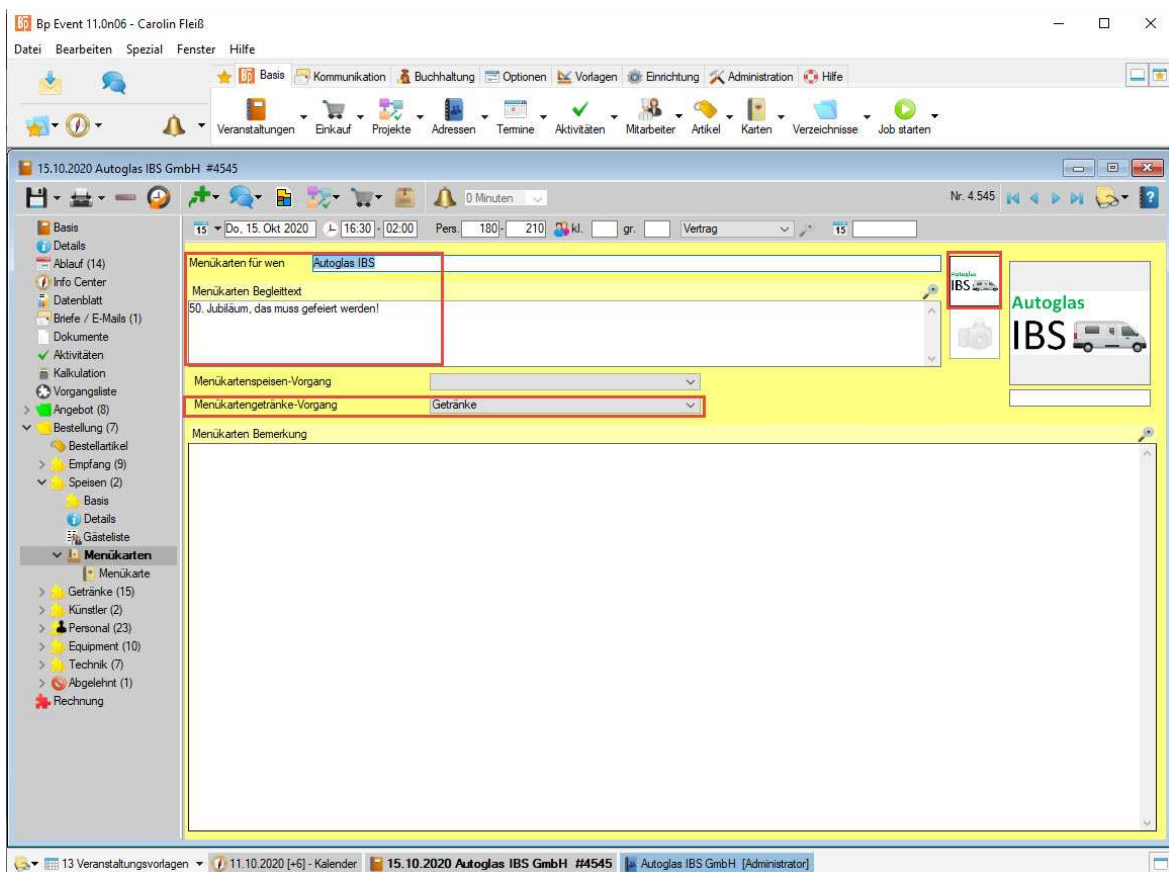 Bp Event 11.0n06 - Carolin Fleiß
Datei Bearbeiten Spezial Fenster Hilfe
Basis Kommunikation Buchhaltung Optionen Vorlagen Einrichtung Administration Hilfe
Veranstaltungen Einkauf Projekte Adressen Termine Aktivitäten Mitarbeiter Artikel Karten Verzeichnisse Job starten
15.10.2020 Autoglas IBS GmbH #4545
0 Minuten Nr. 4.545
15 Do, 15. Okt 2020 16:30 - 02:00 Pers. 180 - 210 kl. gr. Vertrag 15
Basis
Details
Ablauf (14)
Info Center
Datenblatt
Briefe / E-Mails (1)
Dokumente
Aktivitäten
Kalkulation
Vorgangsliste
Angebot (8)
Bestellung (7)
Bestellartikel
Empfang (9)
Speisen (2)
Basis
Details
Gästeliste
Menükarten
Menükarte
Getränke (15)
Künstler (2)
Personal (23)
Equipment (10)
Technik (7)
Abgelehnt (1)
Rechnung
Menükarten für wen Autoglas IBS
Menükarten Begleittext
50. Jubiläum, das muss gefeiert werden!
Menükartenspeisen-Vorgang
Menükartengetränke-Vorgang Getränke
Menükarten Bemerkung
Autoglas
IBS
Autoglas
IBS
13 Veranstaltungsvorlagen 11.10.2020 [+6] - Kalender 15.10.2020 Autoglas IBS GmbH #4545 Autoglas IBS GmbH [Administrator]